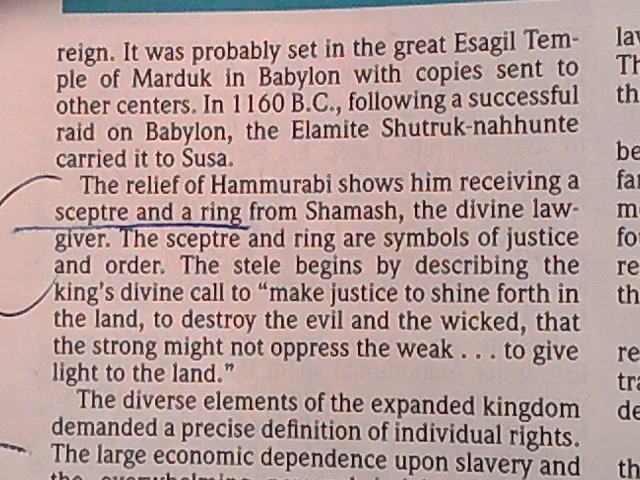 reign. It was probably set in the great Esagil Tem-
ple of Marduk in Babylon with copies sent to
other centers. In 1160 B.C., following a successful
raid on Babylon, the Elamite Shutruk-nahhunte
carried it to Susa.
The relief of Hammurabi shows him receiving a
sceptre and a ring from Shamash, the divine law-
giver. The sceptre and ring are symbols of justice
and order. The stele begins by describing the
king's divine call to “make justice to shine forth in
the land, to destroy the evil and the wicked, that
the strong might not oppress the weak . . . to give
light to the land.”
The diverse elements of the expanded kingdom
demanded a precise definition of individual rights.
The large economic dependence upon slavery and